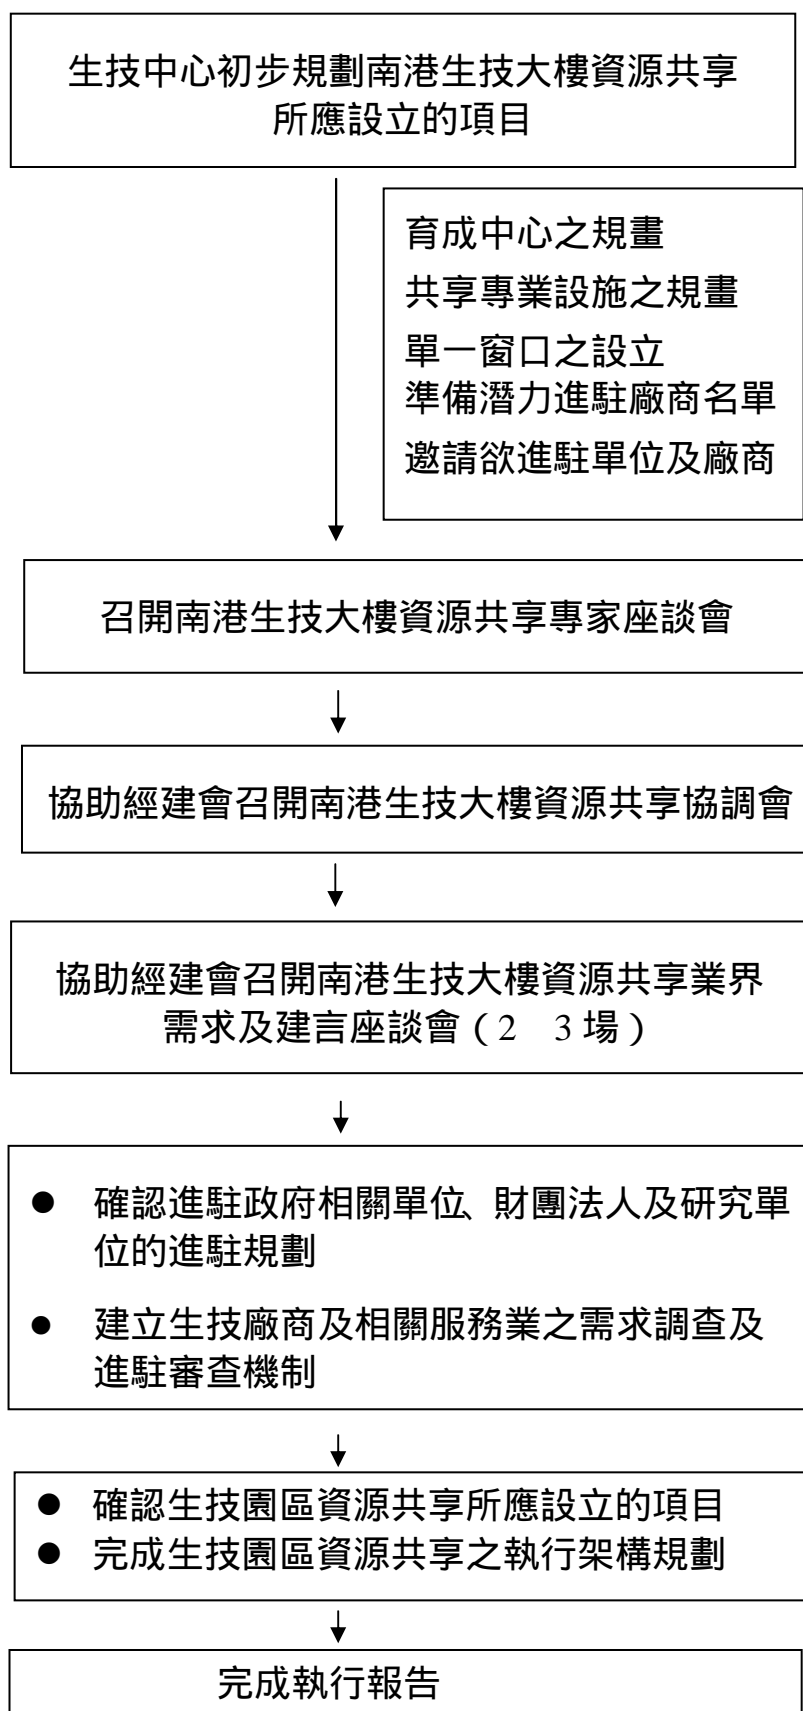 生技中心初步規劃南港生技大樓資源共享
所應設立的項目
育成中心之規畫
共享專業設施之規畫
單一窗口之設立
準備潛力進駐廠商名單
邀請欲進駐單位及廠商
召開南港生技大樓資源共享專家座談會
協助經建會召開南港生技大樓資源共享協調會
協助經建會召開南港生技大樓資源共享業界
需求及建言座談會(2 3場)
● 確認進駐政府相關單位、財團法人及研究單
位的進駐規劃
● 建立生技廠商及相關服務業之需求調查及
進駐審查機制
● 確認生技園區資源共享所應設立的項目
● 完成生技園區資源共享之執行架構規劃
完成執行報告